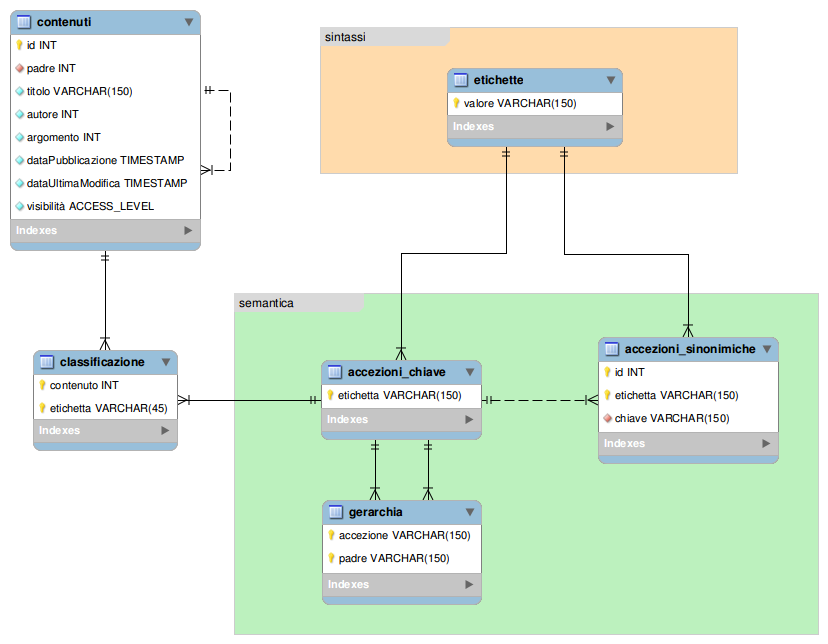 contenuti
id INT
padre INT
titolo VARCHAR(150)
autore INT
argomento INT
dataPubblicazione TIMESTAMP
dataUltimaModifica TIMESTAMP
visibilità ACCESS_LEVEL
Indexes
sintassi
etichette
valore VARCHAR(150)
Indexes
semantica
classificazione
contenuto INT
etichetta VARCHAR(45)
Indexes
accezioni_chiave
etichetta VARCHAR(150)
Indexes
accezioni_sinonimiche
id INT
etichetta VARCHAR(150)
chiave VARCHAR(150)
Indexes
gerarchia
accezione VARCHAR(150)
padre VARCHAR(150)
Indexes